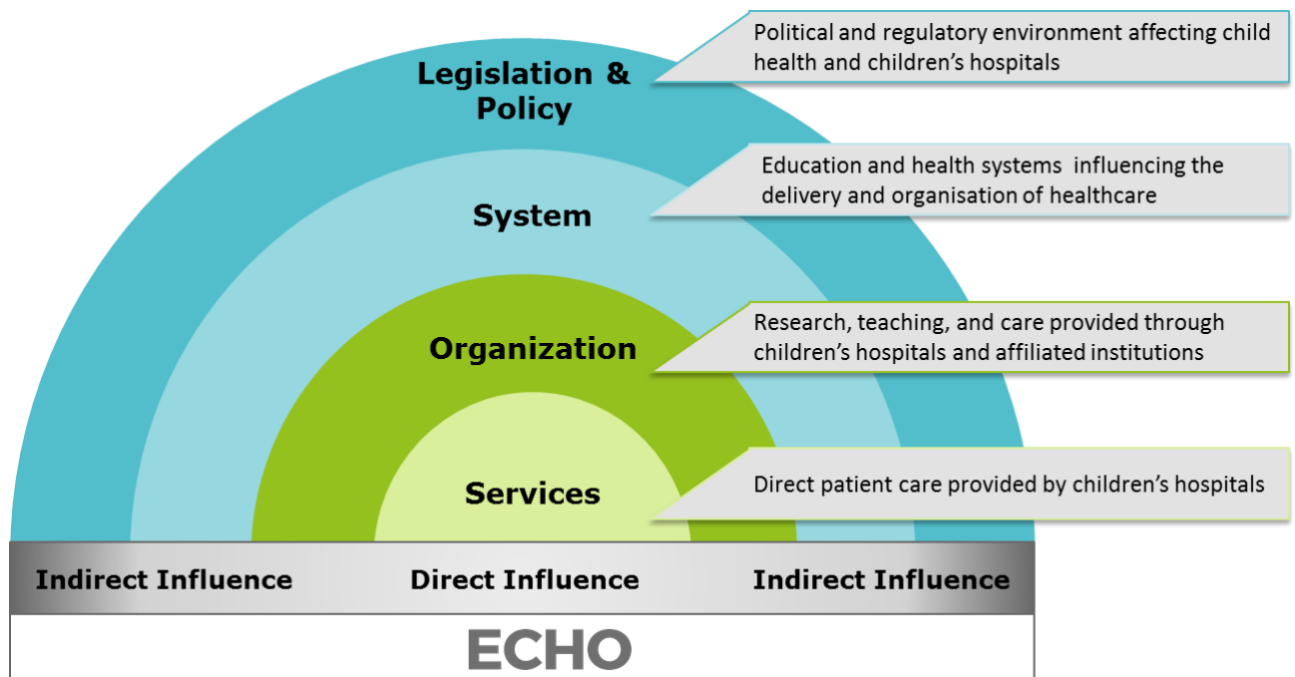 Legislation &
Policy
Political and regulatory environment affecting child
health and children's hospitals
System
Education and health systems influencing the
delivery and organisation of healthcare
Organization
Research, teaching, and care provided through
children's hospitals and affiliated institutions
Services
Direct patient care provided by children's hospitals
Indirect Influence
Direct Influence
Indirect Influence
ECHO